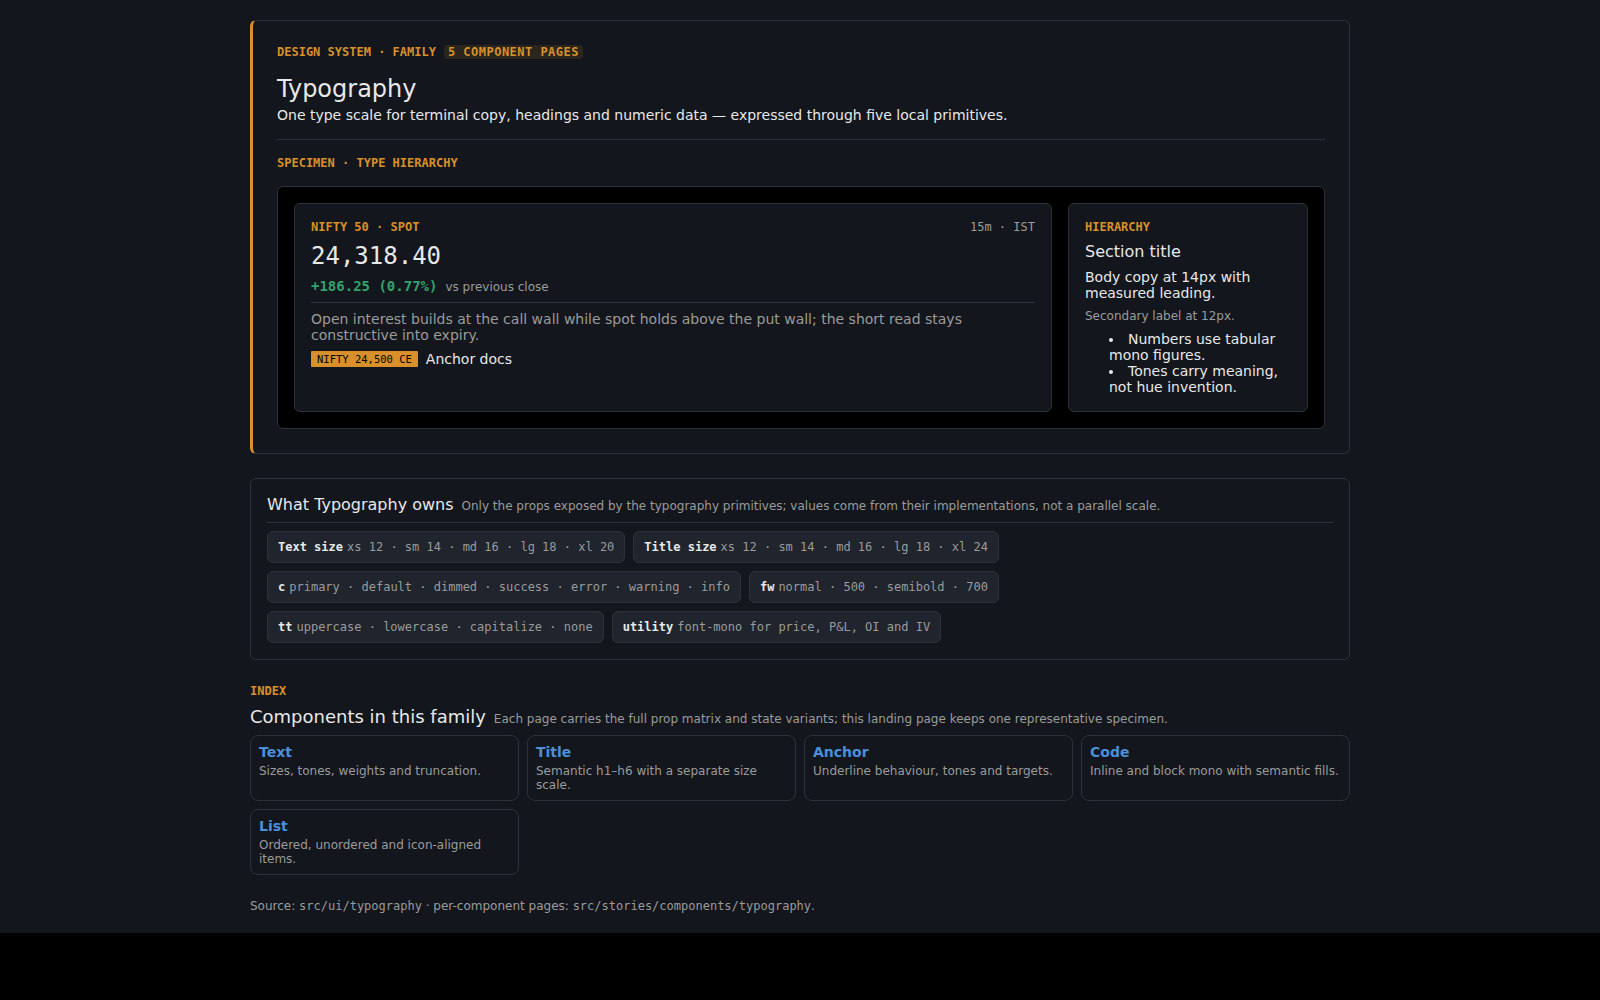 DESIGN SYSTEM · FAMILY 5 COMPONENT PAGES
Typography
One type scale for terminal copy, headings and numeric data — expressed through five local primitives.
SPECIMEN · TYPE HIERARCHY
NIFTY 50 · SPOT
15m · IST
24,318.40
+186.25 (0.77%) vs previous close
Open interest builds at the call wall while spot holds above the put wall; the short read stays
constructive into expiry.
NIFTY 24,500 CE Anchor docs
HIERARCHY
Section title
Body copy at 14px with
measured leading.
Secondary label at 12px.
• Numbers use tabular
mono figures.
• Tones carry meaning,
not hue invention.
What Typography owns Only the props exposed by the typography primitives; values come from their implementations, not a parallel scale.
Text size xs 12 · sm 14 · md 16 · lg 18 · xl 20
Title size xs 12 · sm 14 · md 16 · lg 18 · xl 24
c primary · default · dimmed · success · error · warning · info
fw normal · 500 · semibold · 700
tt uppercase · lowercase · capitalize · none
utility font-mono for price, P&L, OI and IV
INDEX
Components in this family Each page carries the full prop matrix and state variants; this landing page keeps one representative specimen.
Text
Sizes, tones, weights and truncation.
Title
Semantic h1–h6 with a separate size
scale.
Anchor
Underline behaviour, tones and targets.
Code
Inline and block mono with semantic fills.
List
Ordered, unordered and icon-aligned
items.
Source: src/ui/typography · per-component pages: src/stories/components/typography.